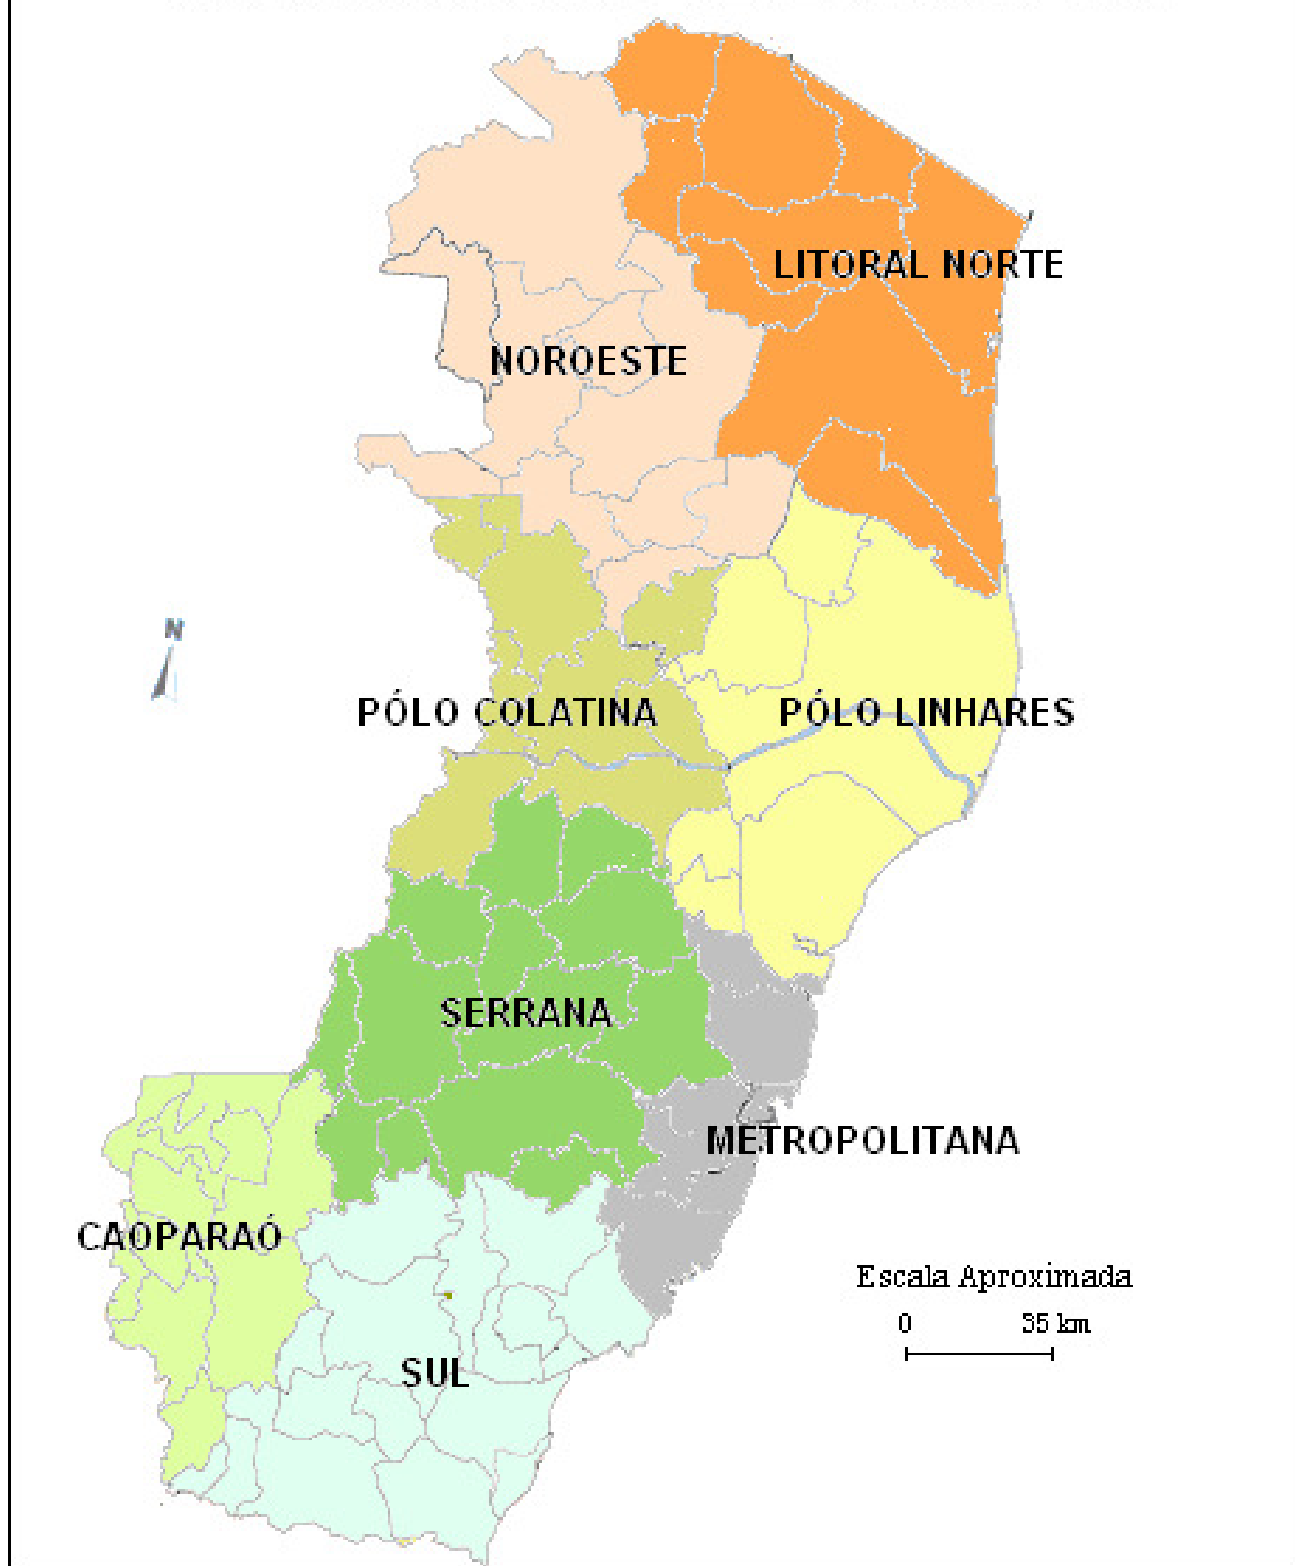 LITORAL NORTE
NOROESTE
N
PÓLO COLATINA
PÓLO LINHARES
SERRANA
METROPOLITANA
CAOPARAÓ
Escala Aproximada
0 35 km
SUL